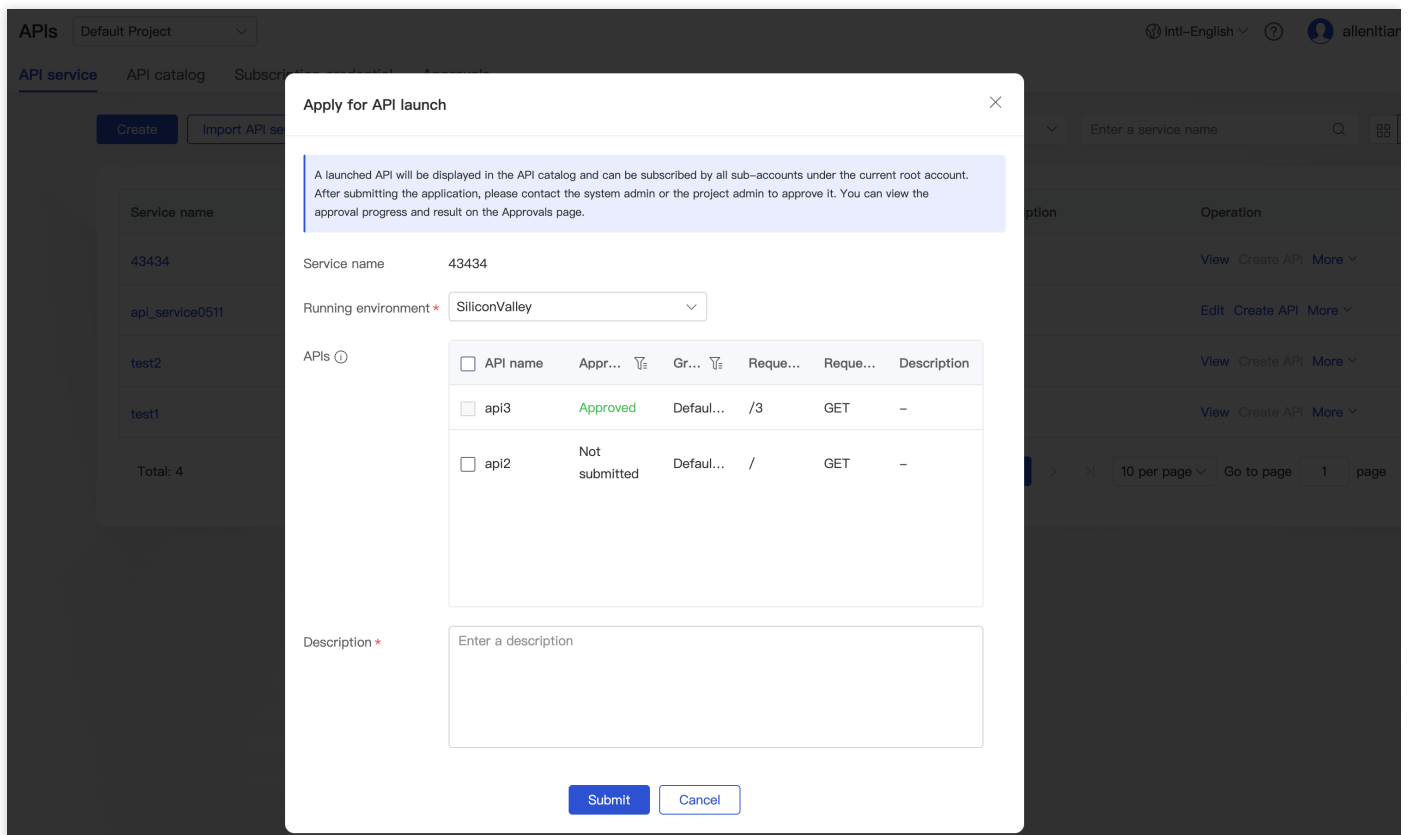 APIs Default Project Intl-English allenltian
API service API catalog Subscription credential Approvals
Apply for API launch
Create Import API se Enter a service name
A launched API will be displayed in the API catalog and can be subscribed by all sub-accounts under the current root account.
After submitting the application, please contact the system admin or the project admin to approve it. You can view the
approval progress and result on the Approvals page.
Service name ption Operation
Service name 43434
43434 View Create API More
Running environment * SiliconValley
api_service0511 Edit Create API More
APIs API name Appr... Gr... Reque... Reque... Description
test2 View Create API More
api3 Approved Defaul... /3 GET –
test1 View Create API More
api2 Not submitted Defaul... / GET –
Total: 4 10 per page Go to page 1 page
Description * Enter a description
Submit Cancel